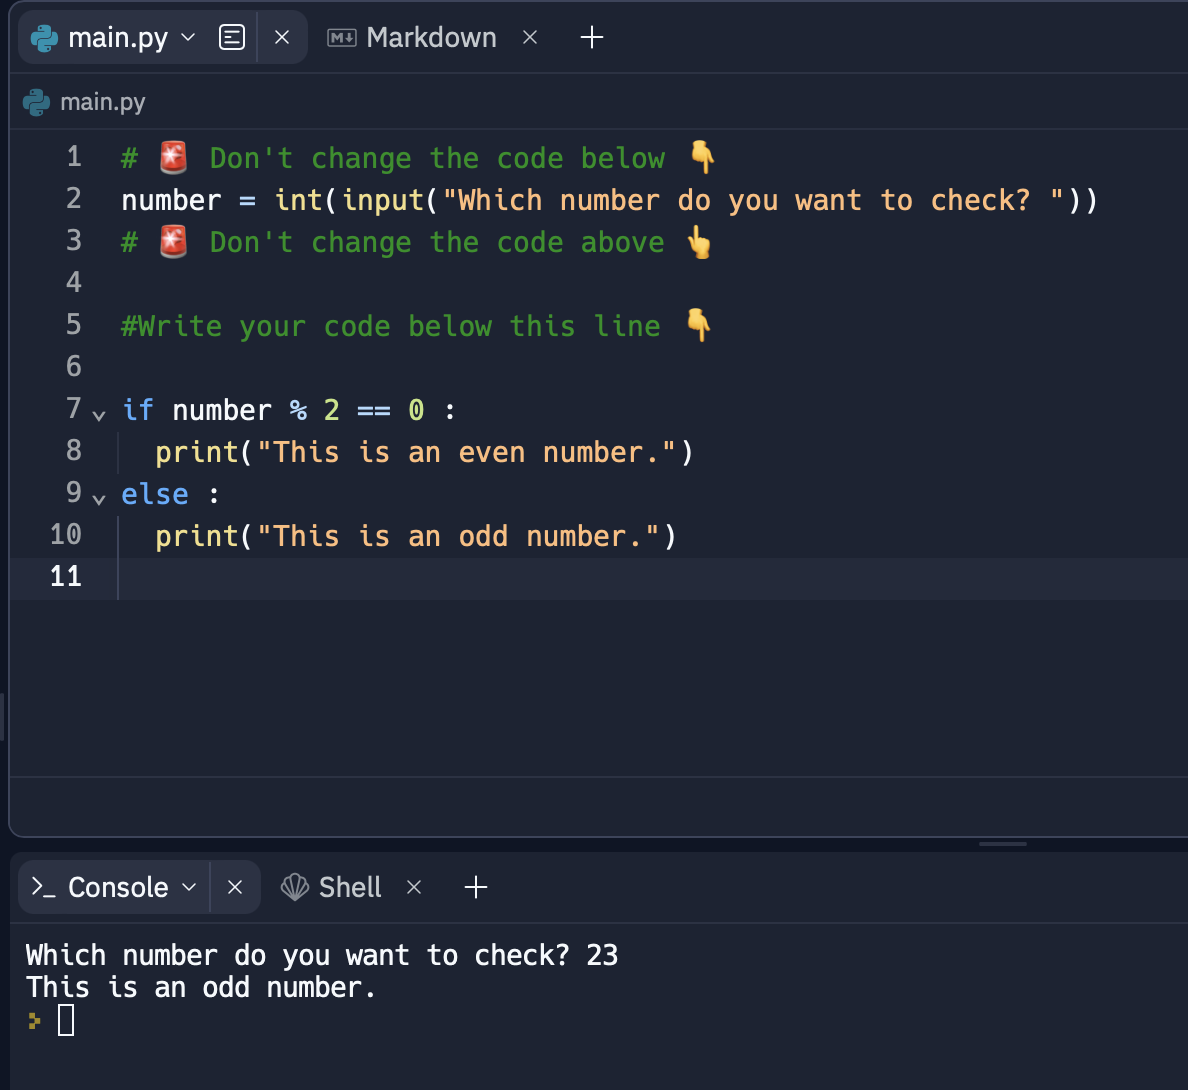 main.py
Markdown
main.py
1 # 🚨 Don't change the code below 👇
2 number = int(input("Which number do you want to check? "))
3 # 🚨 Don't change the code above 👆
4
5 #Write your code below this line 👇
6
7 if number % 2 == 0 :
8   print("This is an even number.")
9 else :
10   print("This is an odd number.")
11
>_ Console
Shell
Which number do you want to check? 23
This is an odd number.